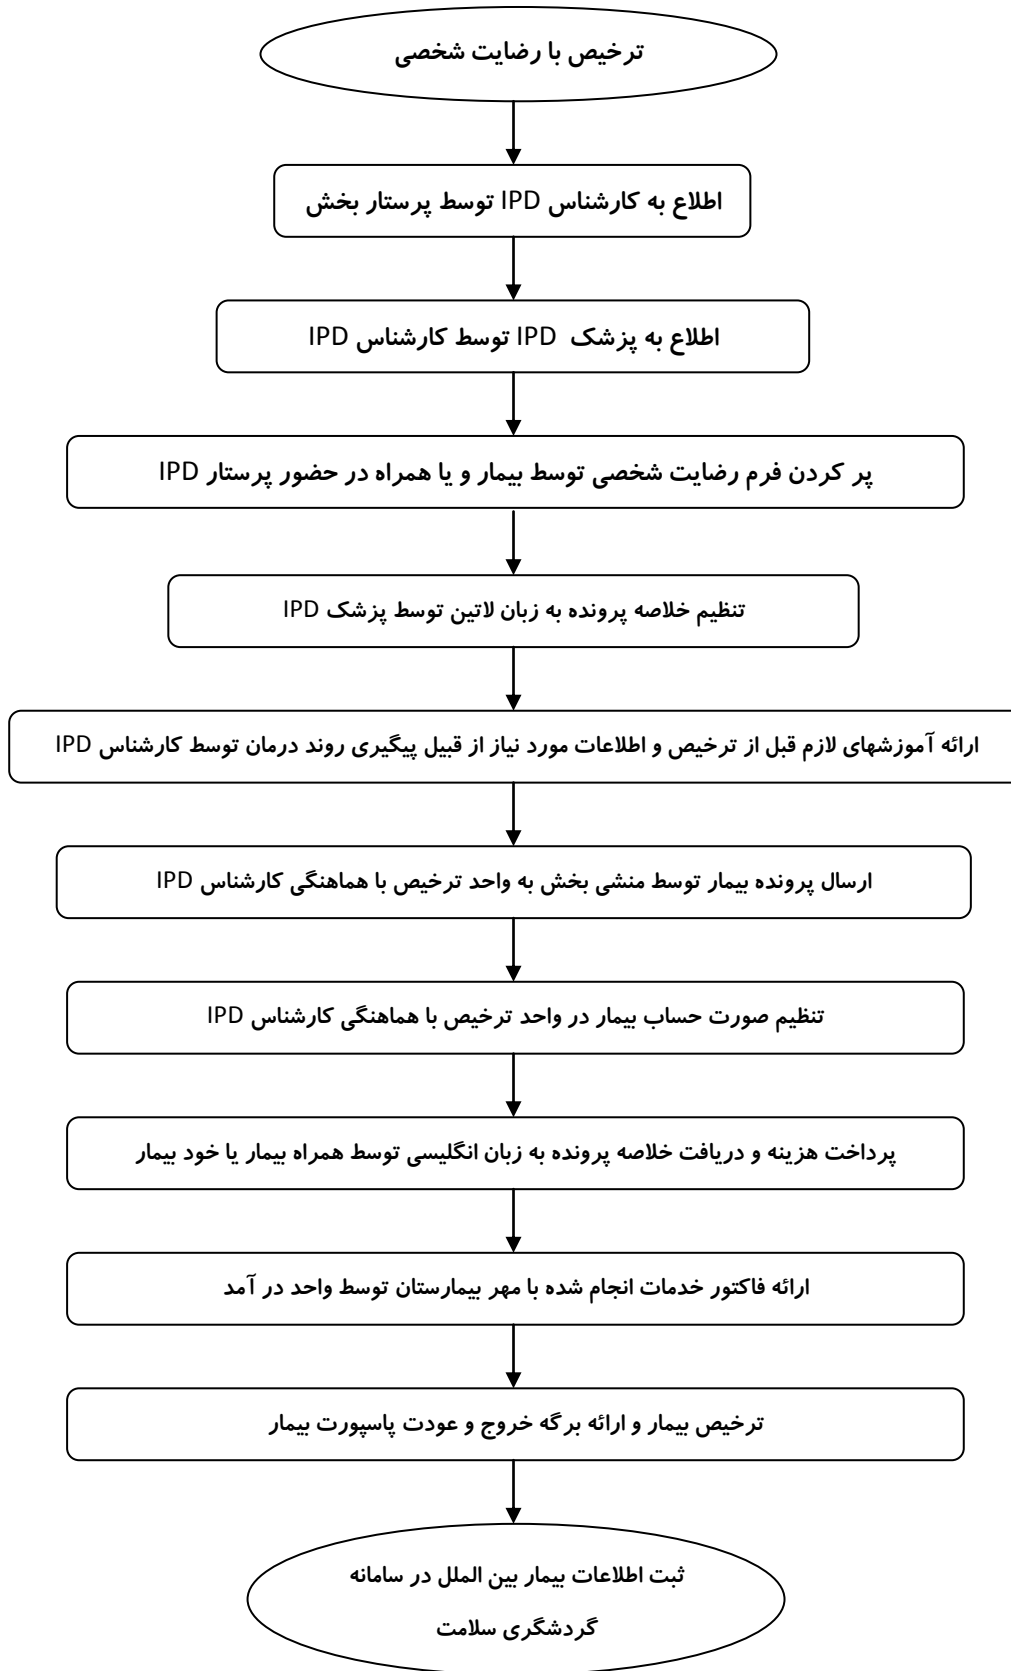 ترخیص با رضایت شخصی
اطلاع به کارشناس IPD توسط پرستار بخش
اطلاع به پزشک IPD توسط کارشناس IPD
پر کردن فرم رضایت شخصی توسط بیمار و یا همراه در حضور پرستار IPD
تنظیم خلاصه پرونده به زبان لاتین توسط پزشک IPD
ارائه آموزشهای لازم قبل از ترخیص و اطلاعات مورد نیاز از قبیل پیگیری روند درمان توسط کارشناس IPD
ارسال پرونده بیمار توسط منشی بخش به واحد ترخیص با هماهنگی کارشناس IPD
تنظیم صورت حساب بیمار در واحد ترخیص با هماهنگی کارشناس IPD
پرداخت هزینه و دریافت خلاصه پرونده به زبان انگلیسی توسط همراه بیمار یا خود بیمار
ارائه فاکتور خدمات انجام شده با مهر بیمارستان توسط واحد در آمد
ترخیص بیمار و ارائه برگه خروج و عودت پاسپورت بیمار
ثبت اطلاعات بیمار بین الملل در سامانه
گردشگری سلامت